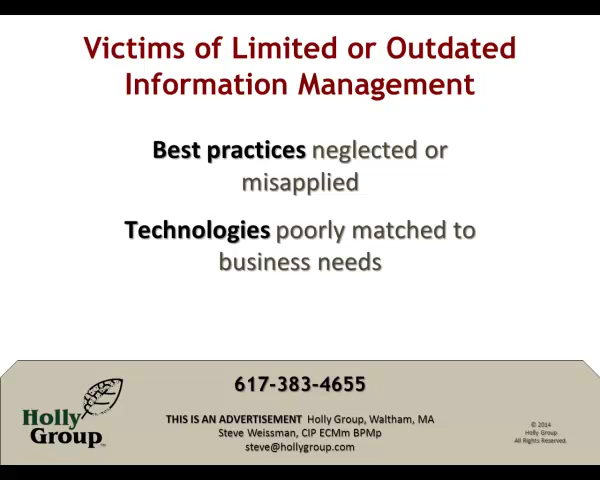 Victims of Limited or Outdated
Information Management
Best practices neglected or
misapplied
Technologies poorly matched to
business needs
617-383-4655
THIS IS AN ADVERTISEMENT Holly Group, Waltham, MA
Steve Weissman, CIP ECMm BPMp
steve@hollygroup.com
Holly
Group™
© 2014
Holly Group
All Rights Reserved.